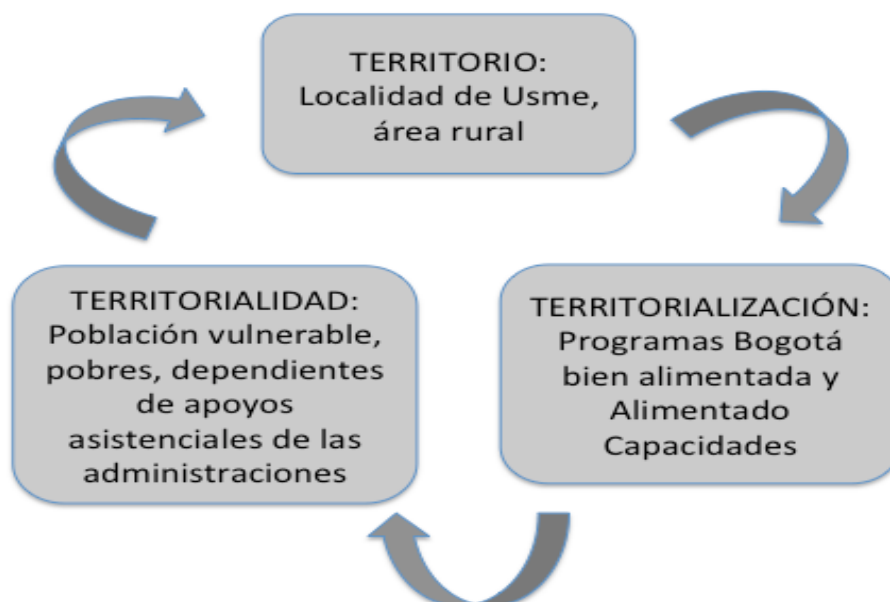 TERRITORIO:
Localidad de Usme,
área rural
TERRITORIALIDAD:
Población vulnerable,
pobres, dependientes
de apoyos
asistenciales de las
administraciones
TERRITORIALIZACIÓN:
Programas Bogotá
bien alimentada y
Alimentado
Capacidades